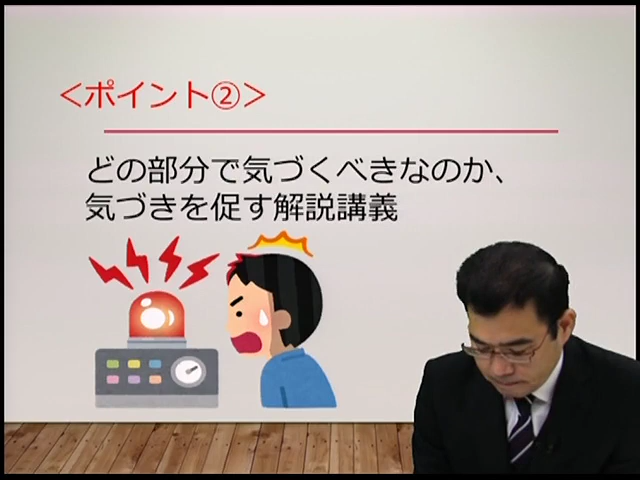 ＜ポイント②＞
どの部分で気づくべきなのか、
気づきを促す解説講義